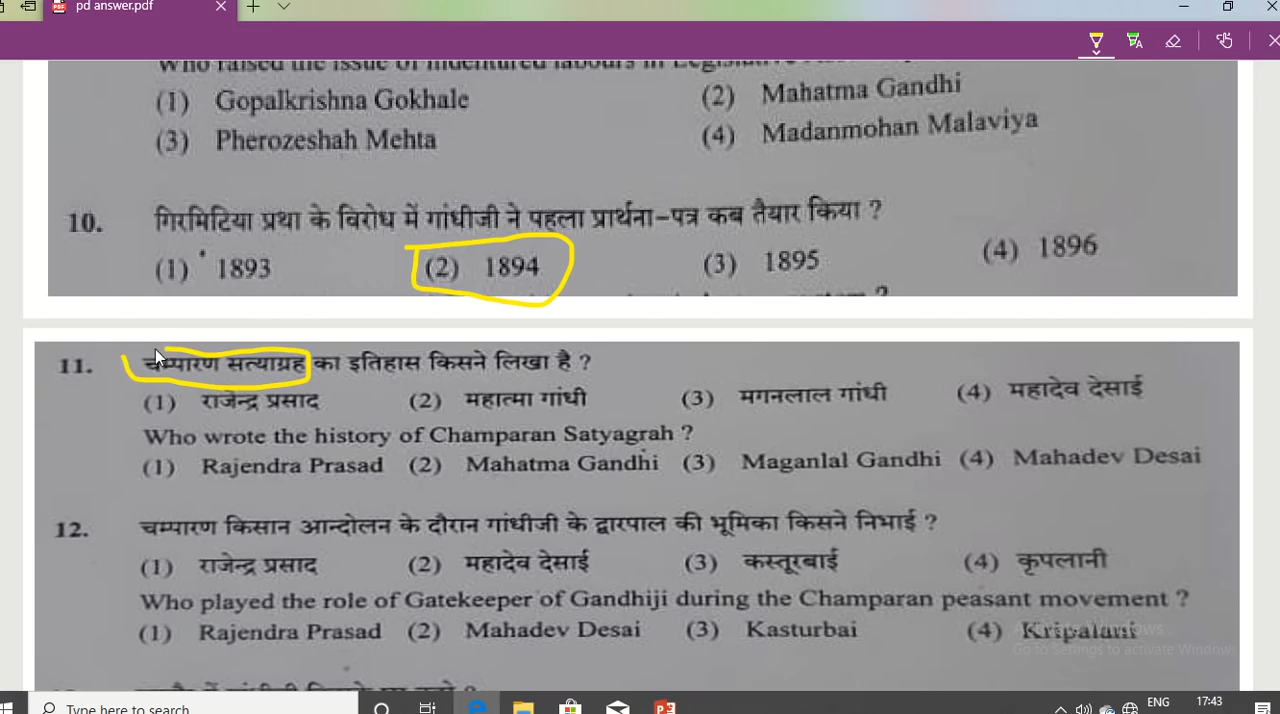 pd answer.pdf
Who raised the issue of indentured labours in
(1) Gopalkrishna Gokhale (2) Mahatma Gandhi
(3) Pherozeshah Mehta (4) Madanmohan Malaviya
10. गिरमिटिया प्रथा के विरोध में गांधीजी ने पहला प्रार्थना-पत्र कब तैयार किया ?
(1) 1893 (2) 1894 (3) 1895 (4) 1896
11. चम्पारण सत्याग्रह का इतिहास किसने लिखा है ?
(1) राजेन्द्र प्रसाद (2) महात्मा गांधी (3) मगनलाल गांधी (4) महादेव देसाई
Who wrote the history of Champaran Satyagrah ?
(1) Rajendra Prasad (2) Mahatma Gandhi (3) Maganlal Gandhi (4) Mahadev Desai
12. चम्पारण किसान आन्दोलन के दौरान गांधीजी के द्वारपाल की भूमिका किसने निभाई ?
(1) राजेन्द्र प्रसाद (2) महादेव देसाई (3) कस्तूरबाई (4) कृपलानी
Who played the role of Gatekeeper of Gandhiji during the Champaran peasant movement ?
(1) Rajendra Prasad (2) Mahadev Desai (3) Kasturbai (4) Kripalani
Activate Windows
Go to Settings to activate Windows.
Type here to search
ENG
17:43